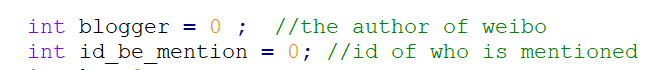 int blogger = 0 ;  //the author of weibo
int id_be_mention = 0; //id of who is mentioned